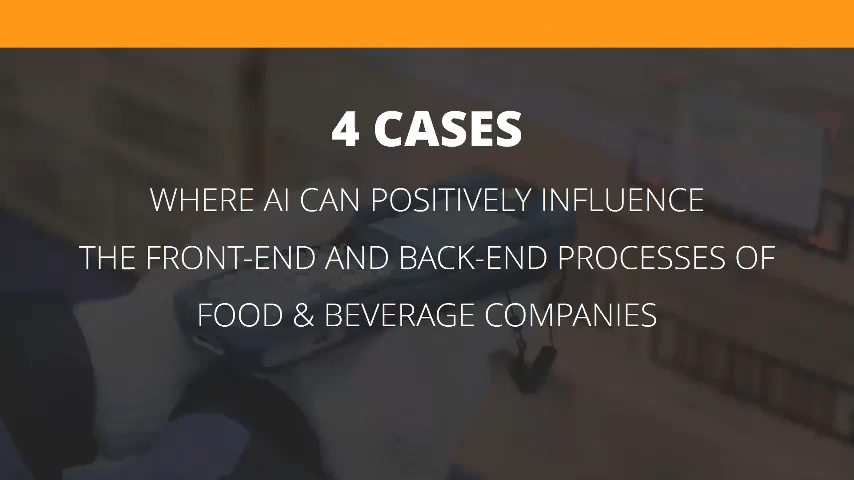 4 CASES
WHERE AI CAN POSITIVELY INFLUENCE
THE FRONT-END AND BACK-END PROCESSES OF
FOOD & BEVERAGE COMPANIES